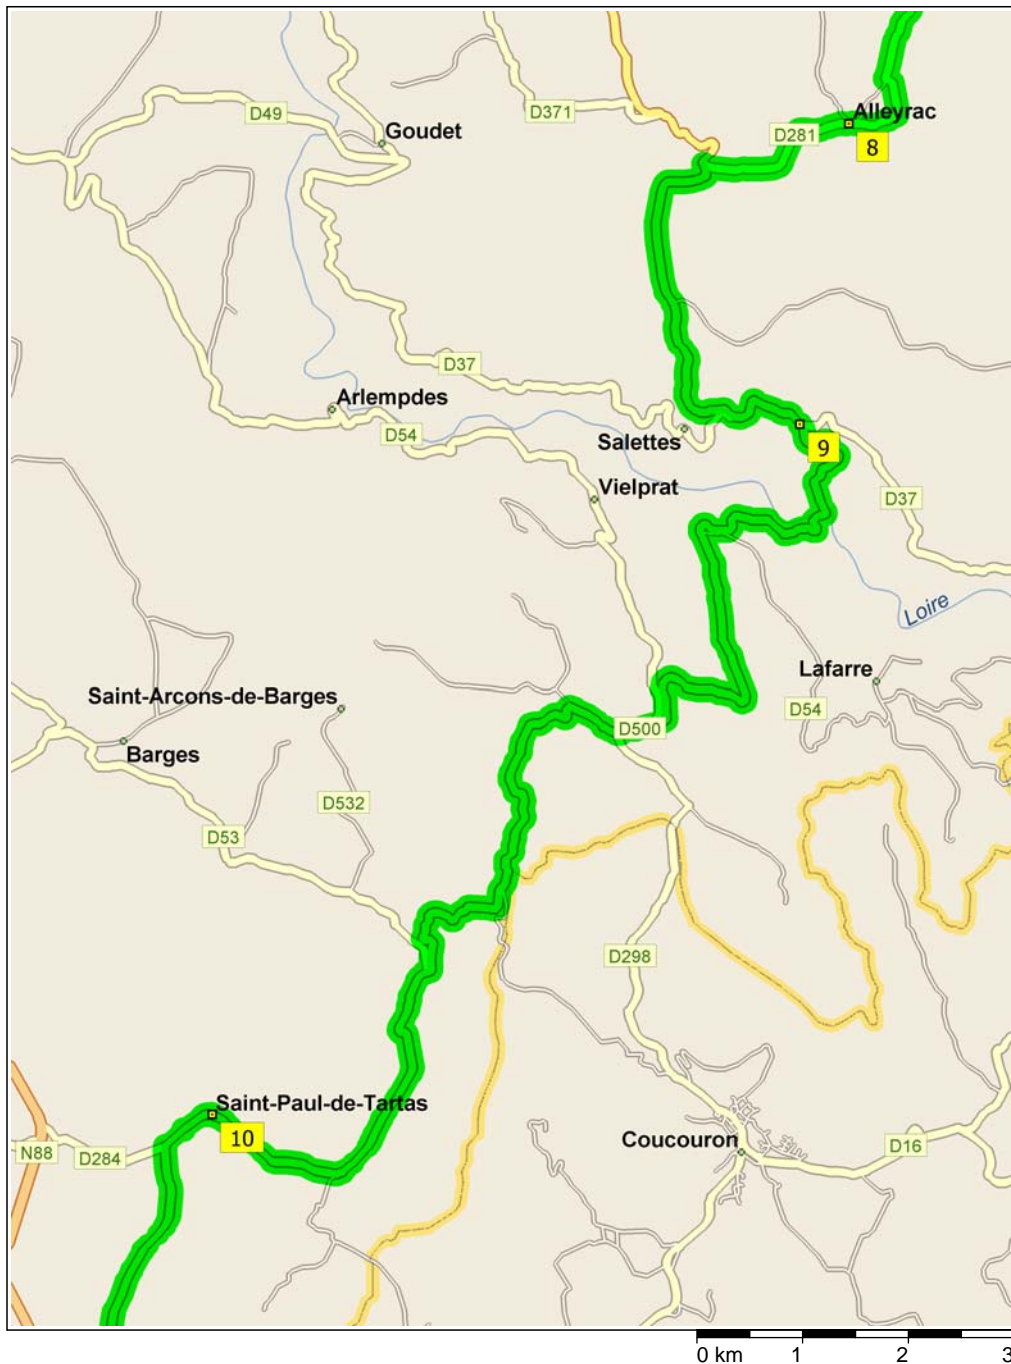 Alleyrac
D49
D371
Goudet
D281
8
D37
Arlempdes
D54
Salettes
9
Vielprat
D37
Loire
Lafarre
Saint-Arcons-de-Barges
D54
D500
Barges
D532
D53
D298
Saint-Paul-de-Tartas
10
Coucouron
N88
D284
D16
0 km 1 2 3